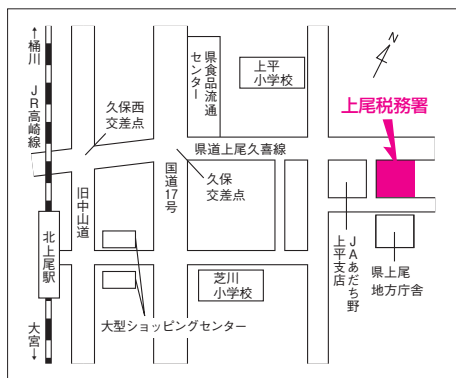 ←桶川
JR高崎線
北上尾駅
大宮→
旧中山道
久保西
交差点
国道17号
県食品流通
センター
上平
小学校
N
上尾税務署
県道上尾久喜線
久保
交差点
大型ショッピングセンター
芝川
小学校
JAあだち野
上平支店
県上尾
地方庁舎